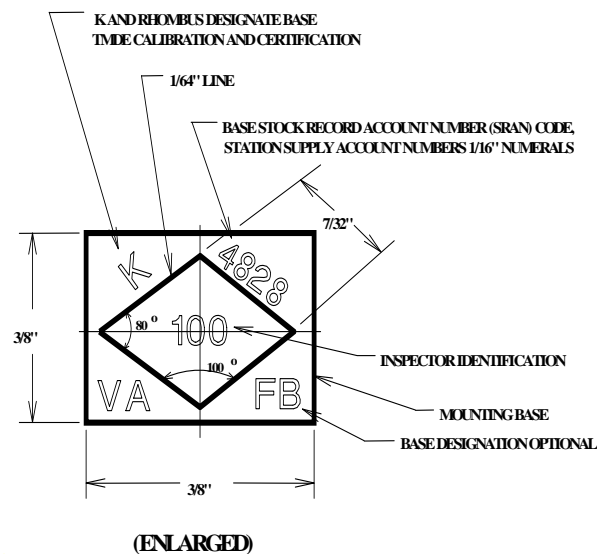 K AND RHOMBUS DESIGNATE BASE
TMDE CALIBRATION AND CERTIFICATION
1/64" LINE
BASE STOCK RECORD ACCOUNT NUMBER (SRAN) CODE,
STATION SUPPLY ACCOUNT NUMBERS 1/16" NUMERALS
7/32"
K
4828
3/8"
80 o
100
100 o
INSPECTOR IDENTIFICATION
VA
FB
MOUNTING BASE
BASE DESIGNATION OPTIONAL
3/8"
(ENLARGED)